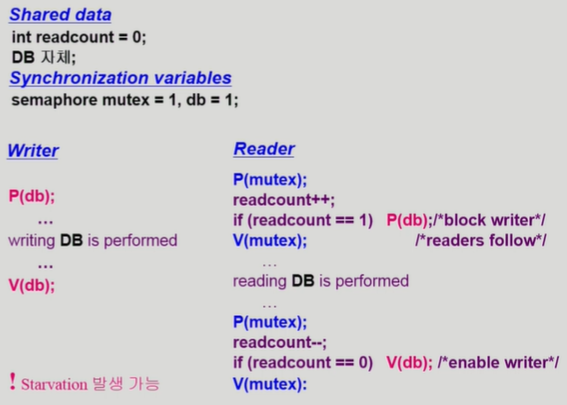 Shared data
int readcount = 0;
DB 자체;
Synchronization variables
semaphore mutex = 1, db = 1;
Writer
P(db);
...
writing DB is performed
...
V(db);
! Starvation 발생 가능
Reader
P(mutex);
readcount++;
if (readcount == 1) P(db);/*block writer*/
V(mutex); /*readers follow*/
...
reading DB is performed
...
P(mutex);
readcount--;
if (readcount == 0) V(db); /*enable writer*/
V(mutex):